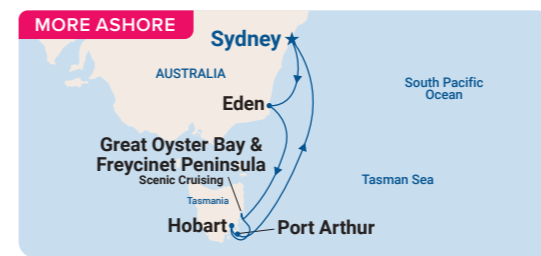 MORE ASHORE
Sydney
AUSTRALIA
South Pacific
Ocean
Eden
Great Oyster Bay &
Freycinet Peninsula
Scenic Cruising
Tasman Sea
Tasmania
Hobart
Port Arthur